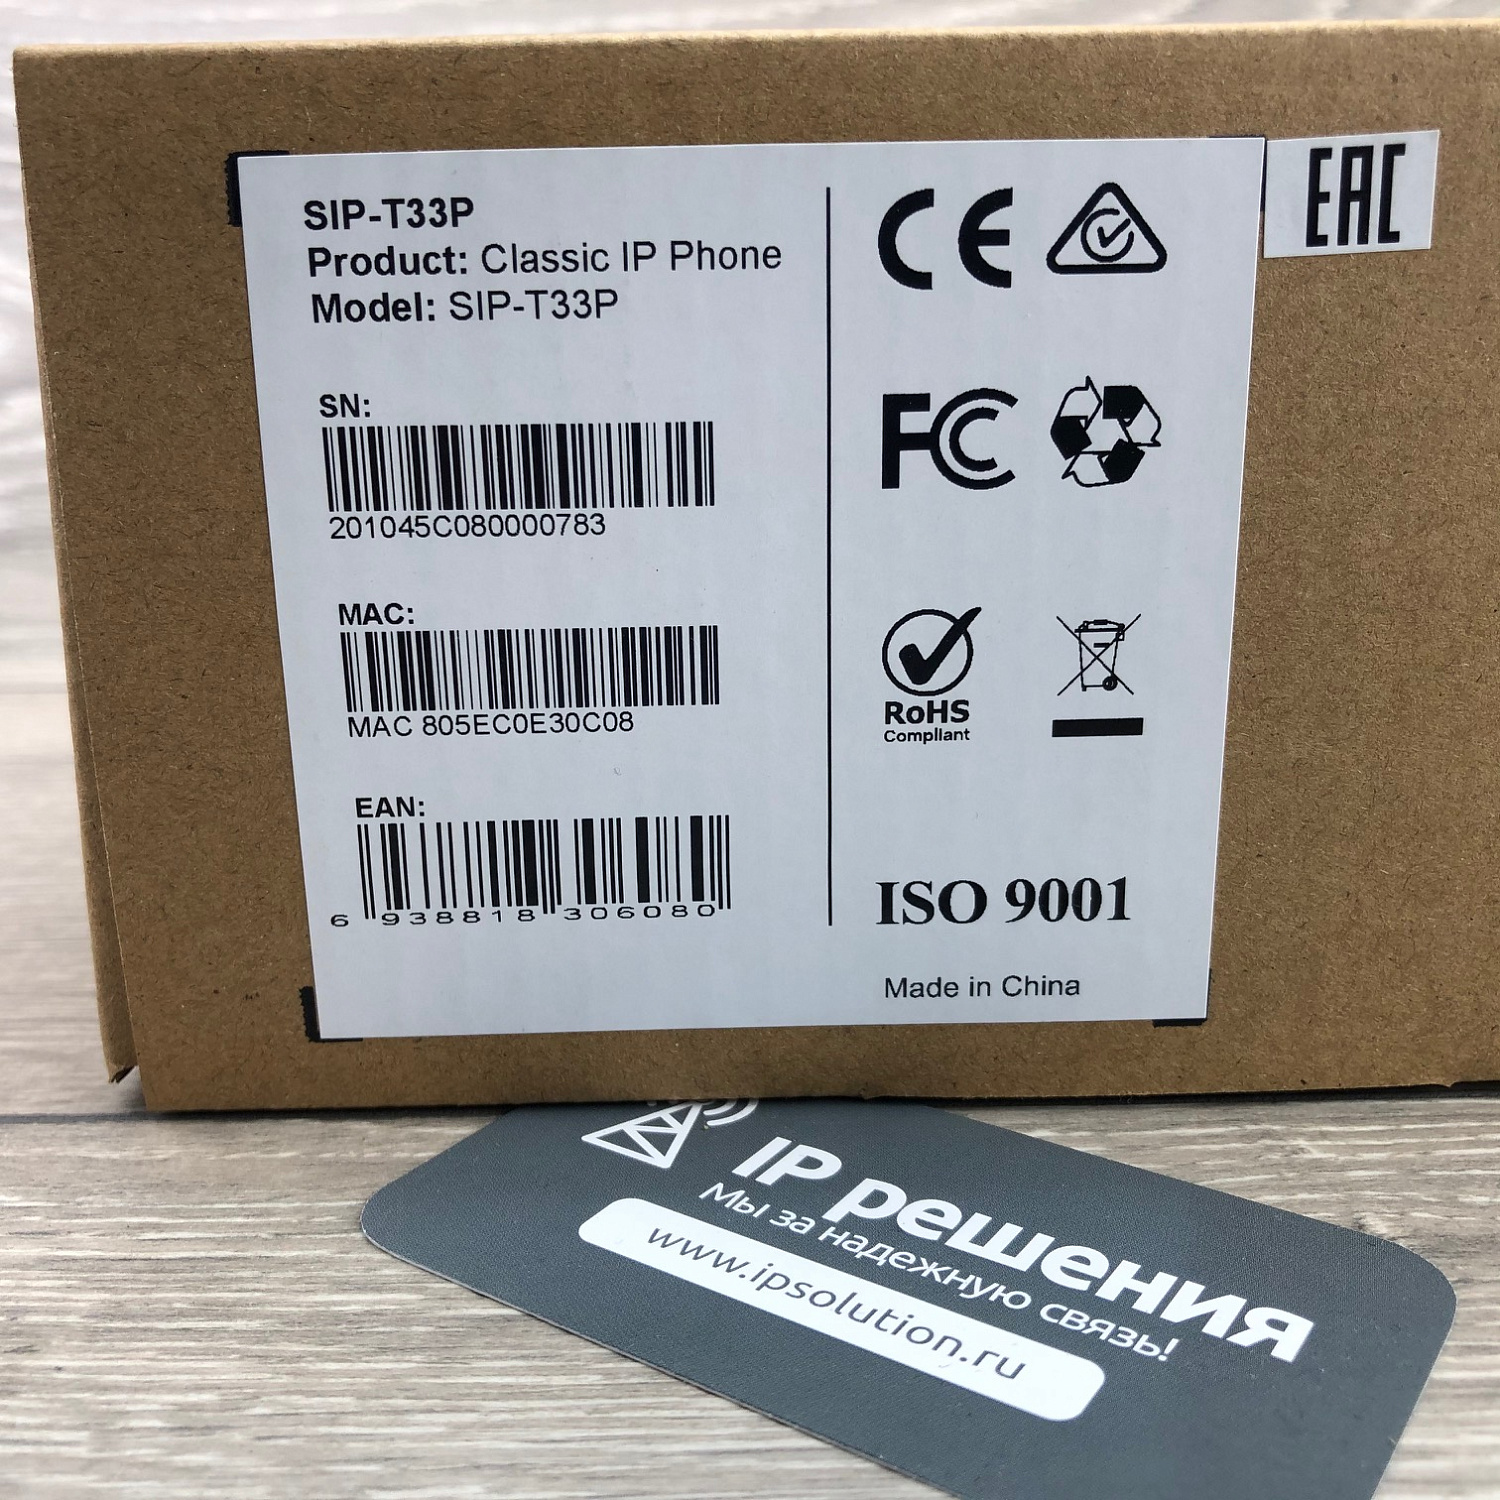 SIP-T33P
Product: Classic IP Phone
Model: SIP-T33P
SN:
201045C080000783
MAC:
MAC 805EC0E30C08
EAN:
6 938818 306080
CE
FC
RoHS
Compliant
ISO 9001
Made in China
EAC
IP решения
Мы за надежную связь!
www.ipsolution.ru